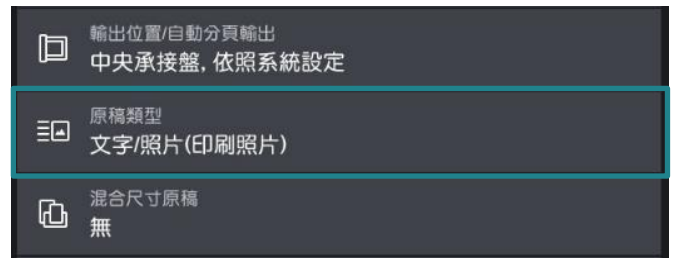 輸出位置/自動分頁輸出
中央承接盤, 依照系統設定
原稿類型
文字/照片(印刷照片)
混合尺寸原稿
無